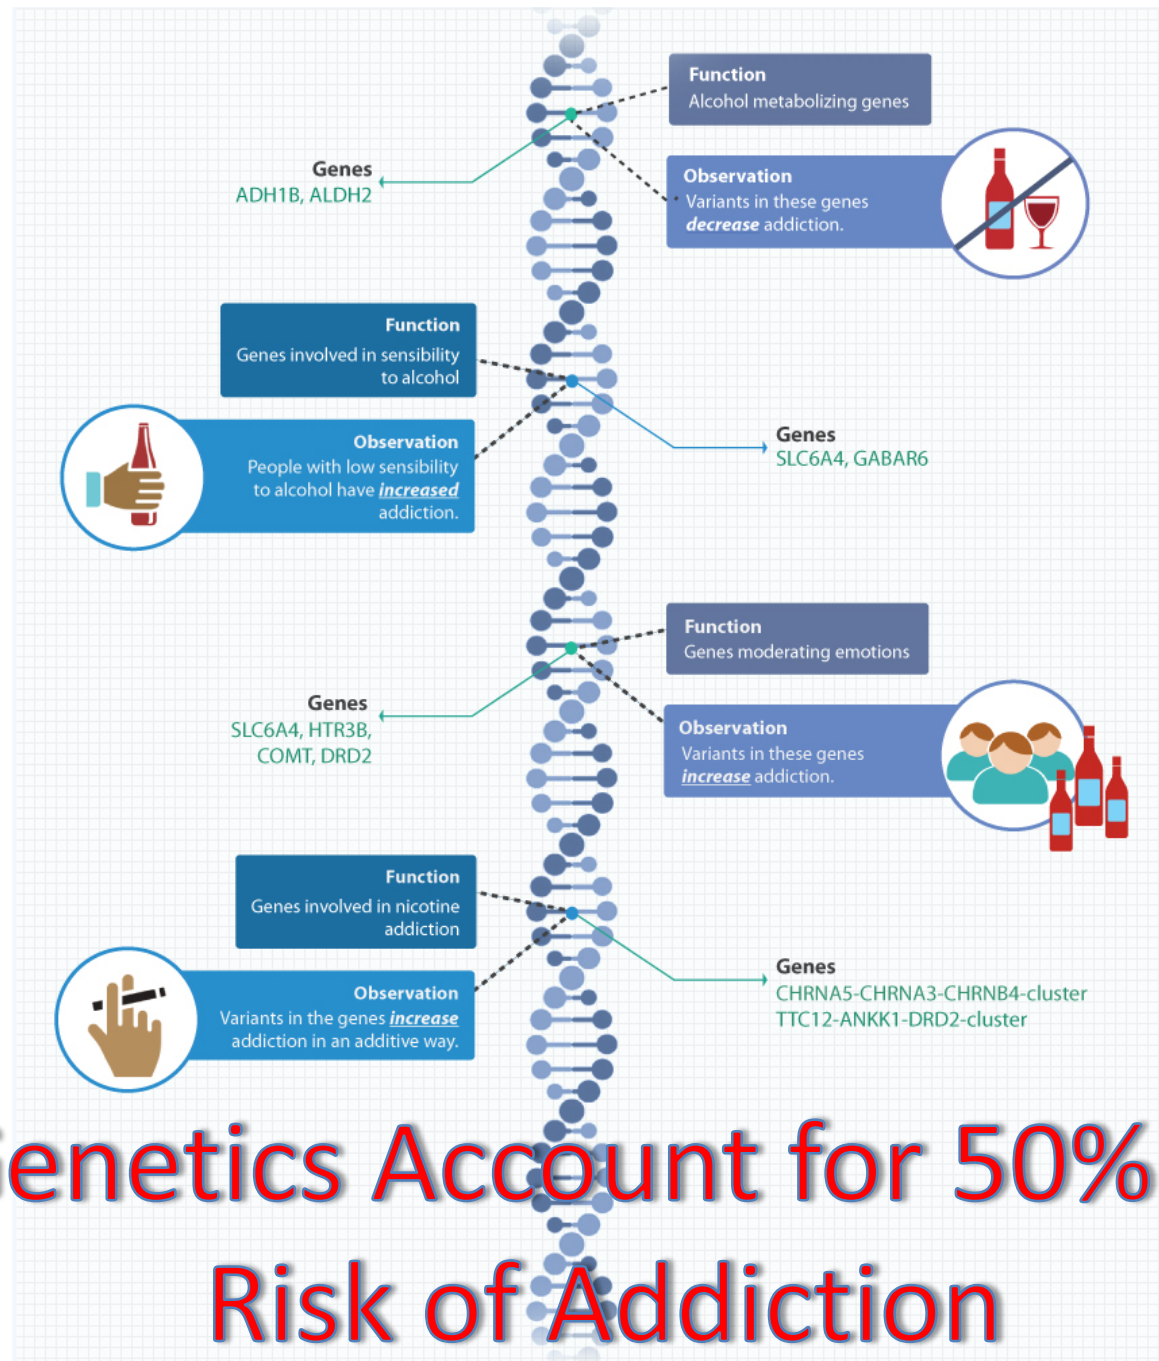 Function
Alcohol metabolizing genes
Genes
ADH1B, ALDH2
Observation
Variants in these genes
decrease addiction.
Function
Genes involved in sensibility
to alcohol
Observation
People with low sensibility
to alcohol have increased
addiction.
Genes
SLC6A4, GABAR6
Function
Genes moderating emotions
Genes
SLC6A4, HTR3B,
COMT, DRD2
Observation
Variants in these genes
increase addiction.
Function
Genes involved in nicotine
addiction
Observation
Variants in the genes increase
addiction in an additive way.
Genes
CHRNA5-CHRNA3-CHRNB4-cluster
TTC12-ANKK1-DRD2-cluster
Genetics Account for 50%
Risk of Addiction